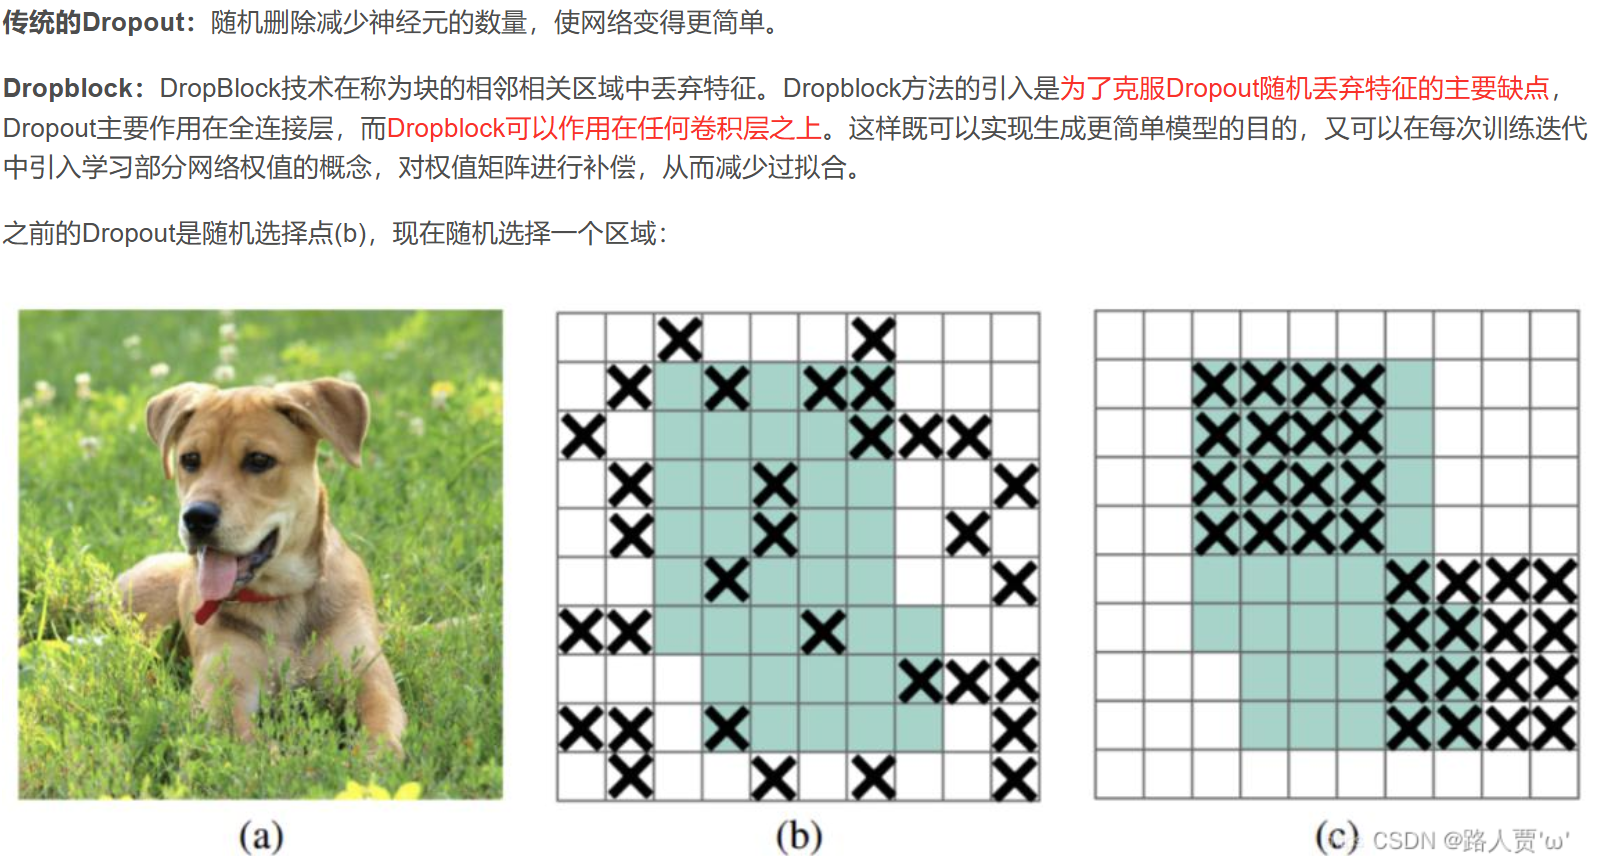 传统的Dropout：随机删除减少神经元的数量，使网络变得更简单。
Dropblock：DropBlock技术在称为块的相邻相关区域中丢弃特征。Dropblock方法的引入是为了克服Dropout随机丢弃特征的主要缺点，
Dropout主要作用在全连接层，而Dropblock可以作用在任何卷积层之上。这样既可以实现生成更简单模型的目的，又可以在每次训练迭代
中引入学习部分网络权值的概念，对权值矩阵进行补偿，从而减少过拟合。
之前的Dropout是随机选择点(b)，现在随机选择一个区域：
(a)
(b)
(c)
CSDN @路人贾'ω'